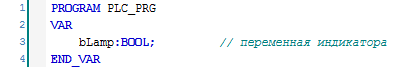 1 PROGRAM PLC_PRG
2 VAR
3 bLamp:BOOL; // переменная индикатора
4 END_VAR